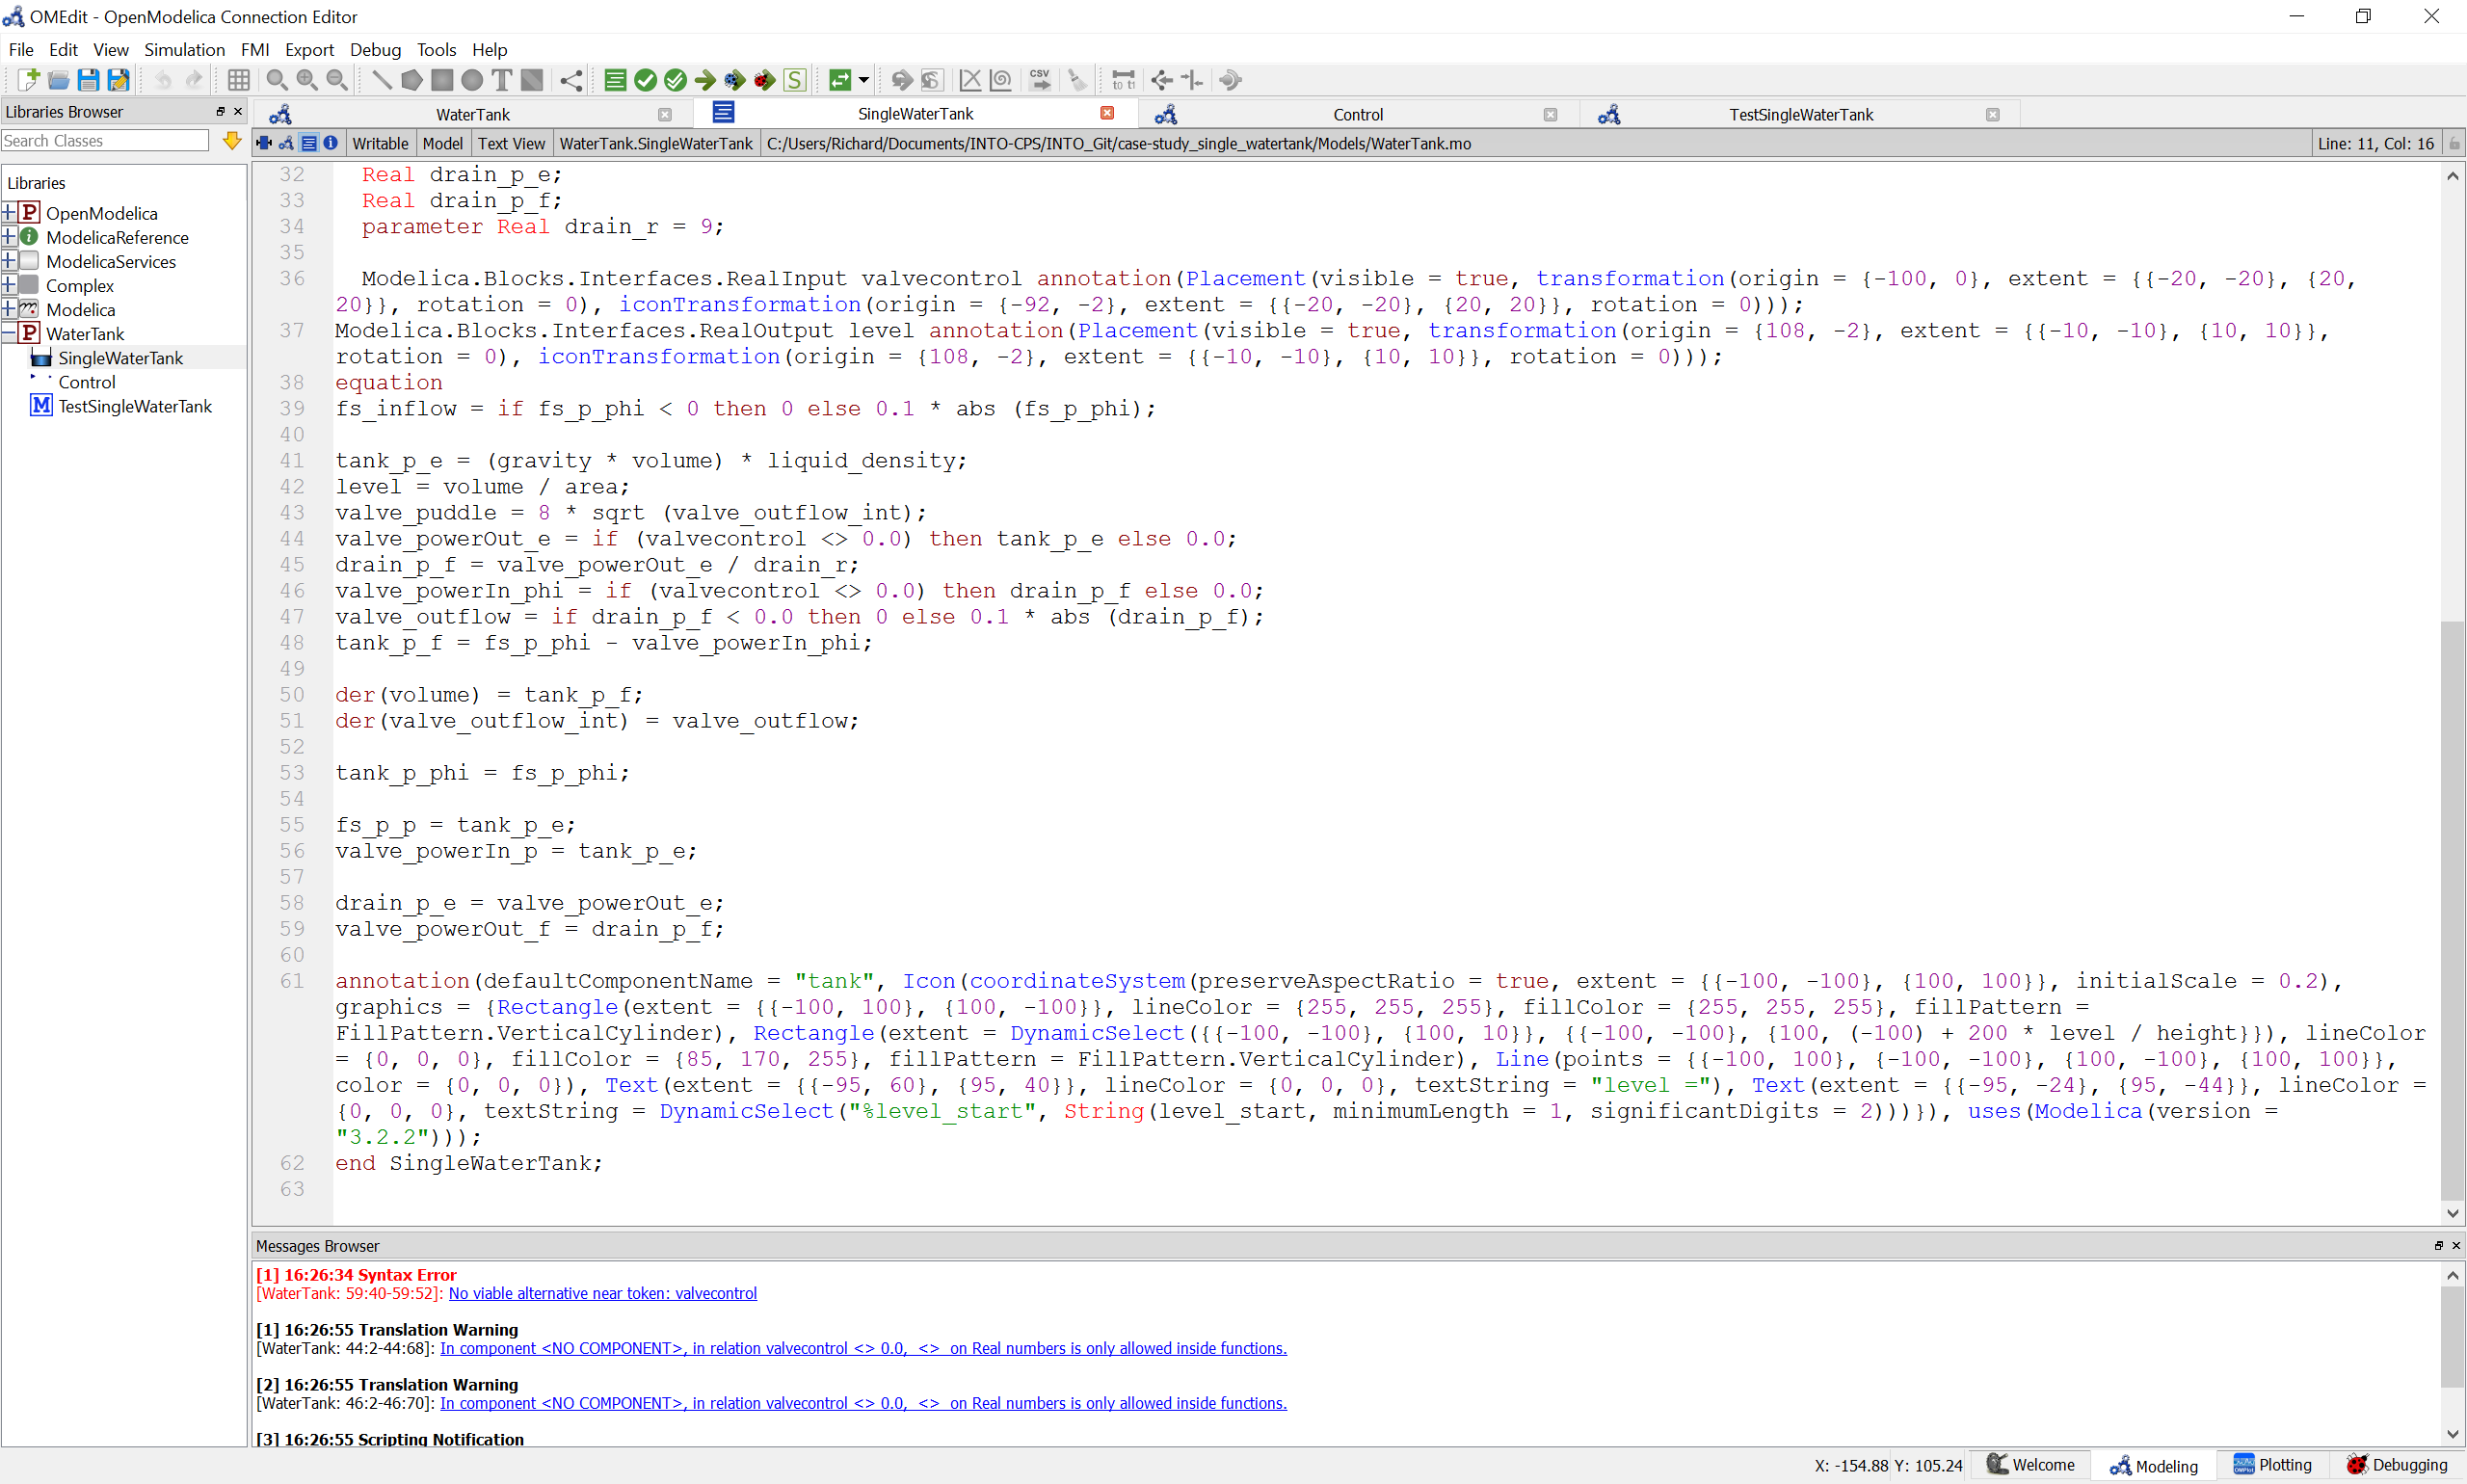 OMEdit - OpenModelica Connection Editor
File Edit View Simulation FMI Export Debug Tools Help
Libraries Browser
WaterTank
SingleWaterTank
Control
TestSingleWaterTank
Search Classes
Writable
Model
Text View
WaterTank.SingleWaterTank
C:/Users/Richard/Documents/INTO-CPS/INTO_Git/case-study_single_watertank/Models/WaterTank.mo
Line: 11, Col: 16
Libraries
OpenModelica
ModelicaReference
ModelicaServices
Complex
Modelica
WaterTank
SingleWaterTank
Control
TestSingleWaterTank
32 Real drain_p_e;
33 Real drain_p_f;
34 parameter Real drain_r = 9;
35
36 Modelica.Blocks.Interfaces.RealInput valvecontrol annotation(Placement(visible = true, transformation(origin = {-100, 0}, extent = {{-20, -20}, {20,
20}}, rotation = 0), iconTransformation(origin = {-92, -2}, extent = {{-20, -20}, {20, 20}}, rotation = 0)));
37 Modelica.Blocks.Interfaces.RealOutput level annotation(Placement(visible = true, transformation(origin = {108, -2}, extent = {{-10, -10}, {10, 10}},
rotation = 0), iconTransformation(origin = {108, -2}, extent = {{-10, -10}, {10, 10}}, rotation = 0)));
38 equation
39 fs_inflow = if fs_p_phi < 0 then 0 else 0.1 * abs (fs_p_phi);
40
41 tank_p_e = (gravity * volume) * liquid_density;
42 level = volume / area;
43 valve_puddle = 8 * sqrt (valve_outflow_int);
44 valve_powerOut_e = if (valvecontrol <> 0.0) then tank_p_e else 0.0;
45 drain_p_f = valve_powerOut_e / drain_r;
46 valve_powerIn_phi = if (valvecontrol <> 0.0) then drain_p_f else 0.0;
47 valve_outflow = if drain_p_f < 0.0 then 0 else 0.1 * abs (drain_p_f);
48 tank_p_f = fs_p_phi - valve_powerIn_phi;
49
50 der(volume) = tank_p_f;
51 der(valve_outflow_int) = valve_outflow;
52
53 tank_p_phi = fs_p_phi;
54
55 fs_p_p = tank_p_e;
56 valve_powerIn_p = tank_p_e;
57
58 drain_p_e = valve_powerOut_e;
59 valve_powerOut_f = drain_p_f;
60
61 annotation(defaultComponentName = "tank", Icon(coordinateSystem(preserveAspectRatio = true, extent = {{-100, -100}, {100, 100}}, initialScale = 0.2),
graphics = {Rectangle(extent = {{-100, 100}, {100, -100}}, lineColor = {255, 255, 255}, fillColor = {255, 255, 255}, fillPattern =
FillPattern.VerticalCylinder), Rectangle(extent = DynamicSelect({{-100, -100}, {100, 10}}, {{-100, -100}, {100, (-100) + 200 * level / height}}), lineColor
= {0, 0, 0}, fillColor = {85, 170, 255}, fillPattern = FillPattern.VerticalCylinder), Line(points = {{-100, 100}, {-100, -100}, {100, -100}, {100, 100}},
color = {0, 0, 0}), Text(extent = {{-95, 60}, {95, 40}}, lineColor = {0, 0, 0}, textString = "level ="), Text(extent = {{-95, -24}, {95, -44}}, lineColor =
{0, 0, 0}, textString = DynamicSelect("%level_start", String(level_start, minimumLength = 1, significantDigits = 2)))}), uses(Modelica(version =
"3.2.2")));
62 end SingleWaterTank;
63
Messages Browser
[1] 16:26:34 Syntax Error
[WaterTank: 59:40-59:52]: No viable alternative near token: valvecontrol
[1] 16:26:55 Translation Warning
[WaterTank: 44:2-44:68]: In component <NO COMPONENT>, in relation valvecontrol <> 0.0, <> on Real numbers is only allowed inside functions.
[2] 16:26:55 Translation Warning
[WaterTank: 46:2-46:70]: In component <NO COMPONENT>, in relation valvecontrol <> 0.0, <> on Real numbers is only allowed inside functions.
[3] 16:26:55 Scripting Notification
X: -154.88 Y: 105.24
Welcome
Modeling
Plotting
Debugging